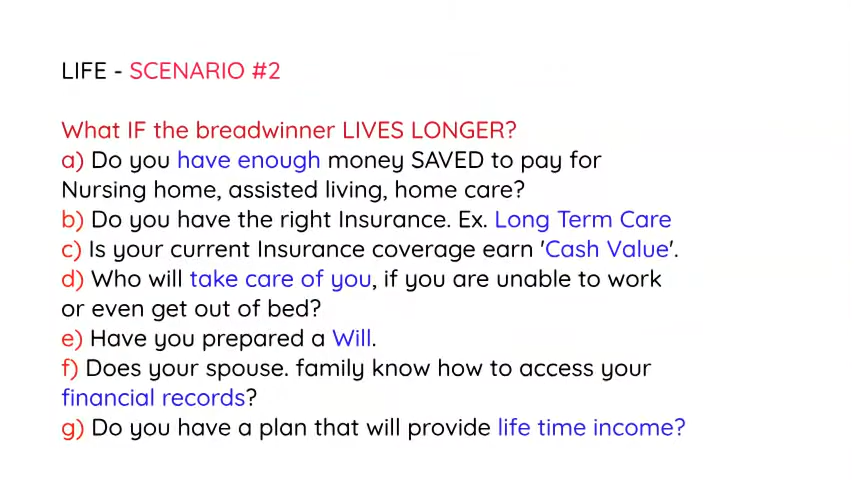 LIFE - SCENARIO #2
What IF the breadwinner LIVES LONGER?
a) Do you have enough money SAVED to pay for
Nursing home, assisted living, home care?
b) Do you have the right Insurance. Ex. Long Term Care
c) Is your current Insurance coverage earn 'Cash Value'.
d) Who will take care of you, if you are unable to work
or even get out of bed?
e) Have you prepared a Will.
f) Does your spouse. family know how to access your
financial records?
g) Do you have a plan that will provide life time income?